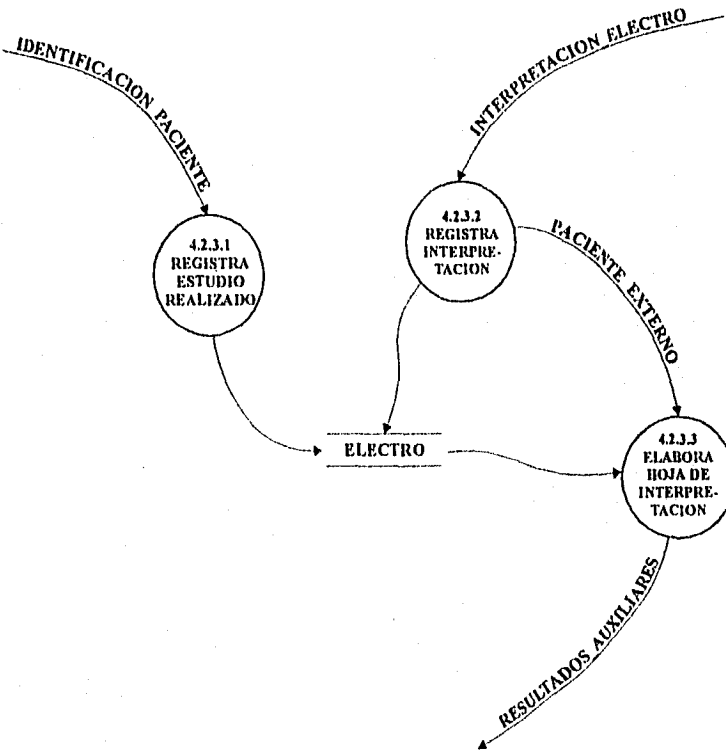 IDENTIFICACION PACIENTE
INTERPRETACION ELECTRO
4.2.3.1
REGISTRA
ESTUDIO
REALIZADO
4.2.3.2
REGISTRA
INTERPRE-
TACION
PACIENTE EXTERNO
ELECTRO
4.2.3.3
ELABORA
HOJA DE
INTERPRE-
TACION
RESULTADOS AUXILIARES